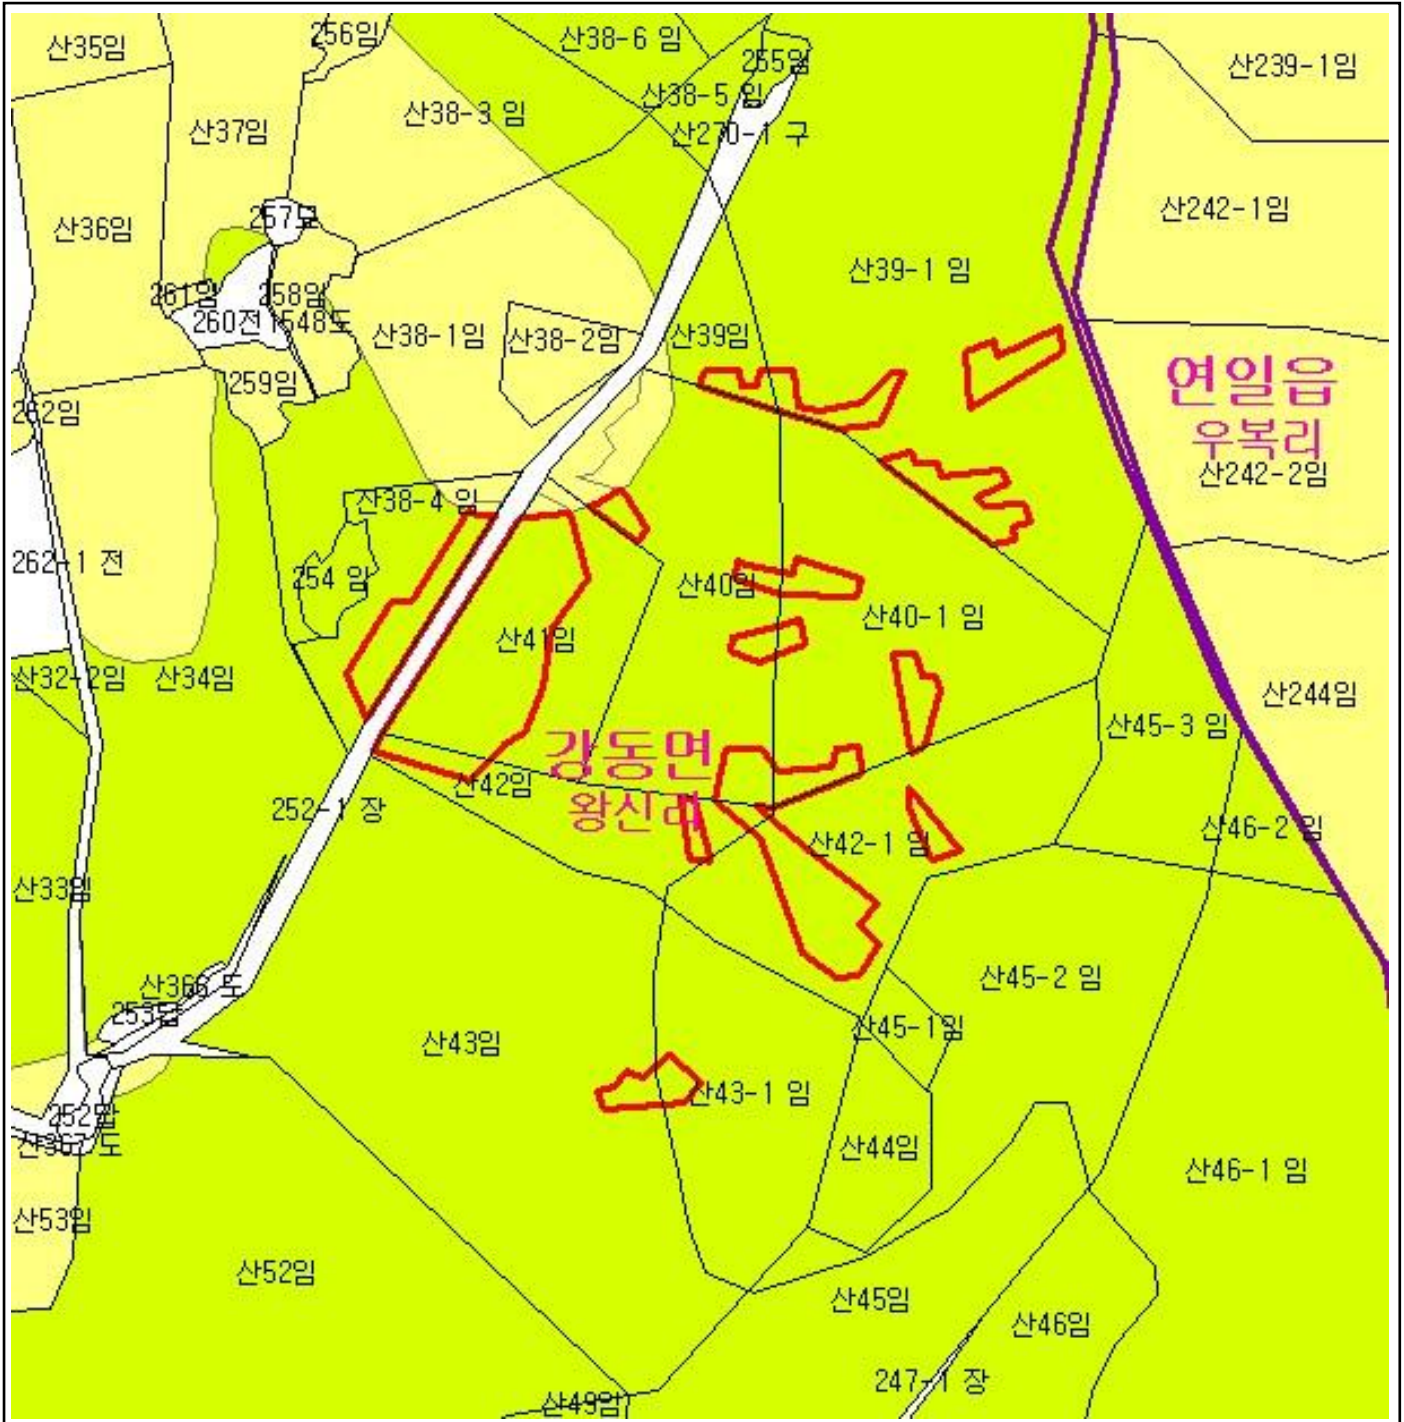 산35임
256임
산38-6 임
255임
산239-1임
산38-5 임
산38-3 임
산37임
산270-1 구
257묘
산36임
산242-1임
산39-1 임
261임
258임
260전
548도
산38-1임
산38-2임
산39임
259임
연일읍
262임
우복리
산242-2임
산38-4 임
262-1 전
254 임
산40임
산40-1 임
산41임
산32-2임
산34임
산244임
산45-3 임
강동면
산42임
252-1 장
왕신리
산46-2 임
산42-1 임
산33임
산45-2 임
산366 도
253답
산45-1임
산43임
산43-1 임
252답
산367 도
산44임
산46-1 임
산53임
산52임
산45임
산46임
247-1 장
산49임